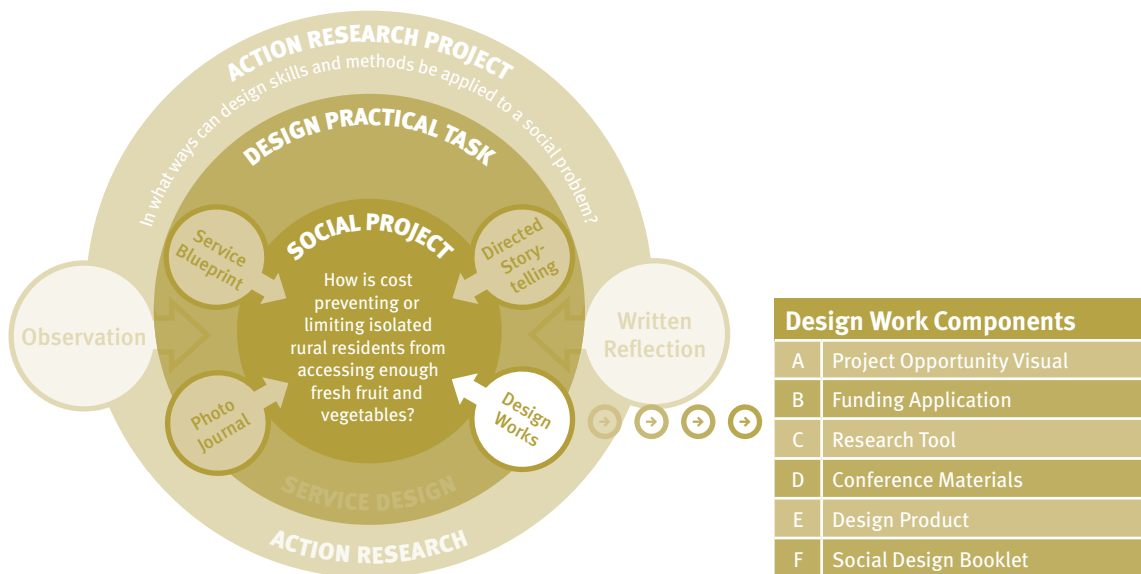 ACTION RESEARCH PROJECT
In what ways can design skills and methods be applied to a social problem?
DESIGN PRACTICAL TASK
SOCIAL PROJECT
Service
Blueprint
Directed
Story-
telling
How is cost
preventing or
limiting isolated
rural residents from
accessing enough
fresh fruit and
vegetables?
Observation
Written
Reflection
Photo
Journal
Design
Works
SERVICE DESIGN
ACTION RESEARCH
Design Work Components
A Project Opportunity Visual
B Funding Application
C Research Tool
D Conference Materials
E Design Product
F Social Design Booklet